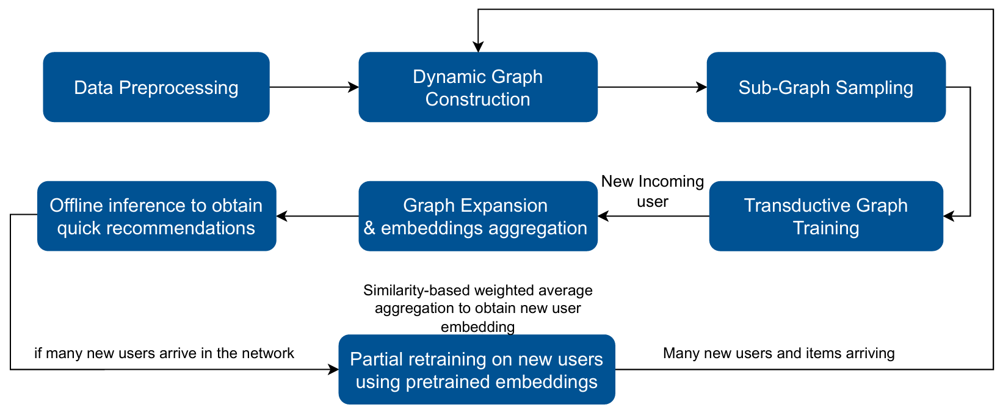 Data Preprocessing
Dynamic Graph
Construction
Sub-Graph Sampling
Offline inference to obtain
quick recommendations
Graph Expansion
& embeddings aggregation
New Incoming
user
Transductive Graph
Training
Similarity-based weighted average
aggregation to obtain new user
embedding
if many new users arrive in the network
Partial retraining on new users
using pretrained embeddings
Many new users and items arriving